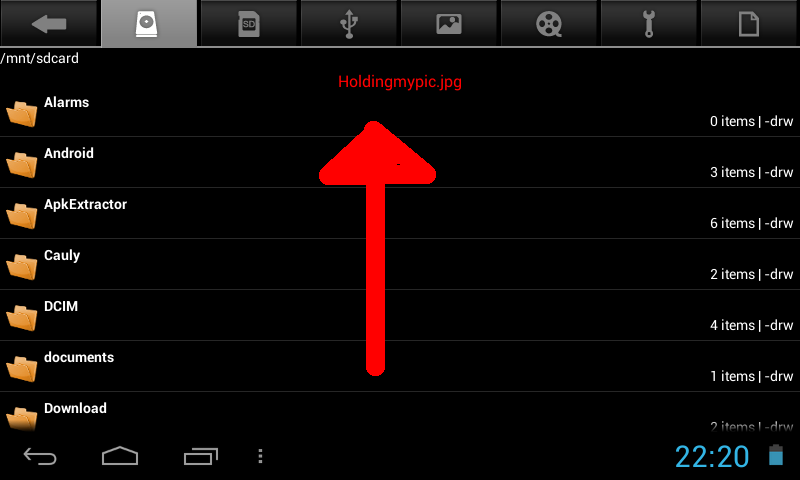 SD
/mnt/sdcard
Holdingmypic.jpg
Alarms
0 items | -drw
Android
3 items | -drw
ApkExtractor
6 items | -drw
Cauly
2 items | -drw
DCIM
4 items | -drw
documents
1 items | -drw
Download
2 items | -drw
22:20